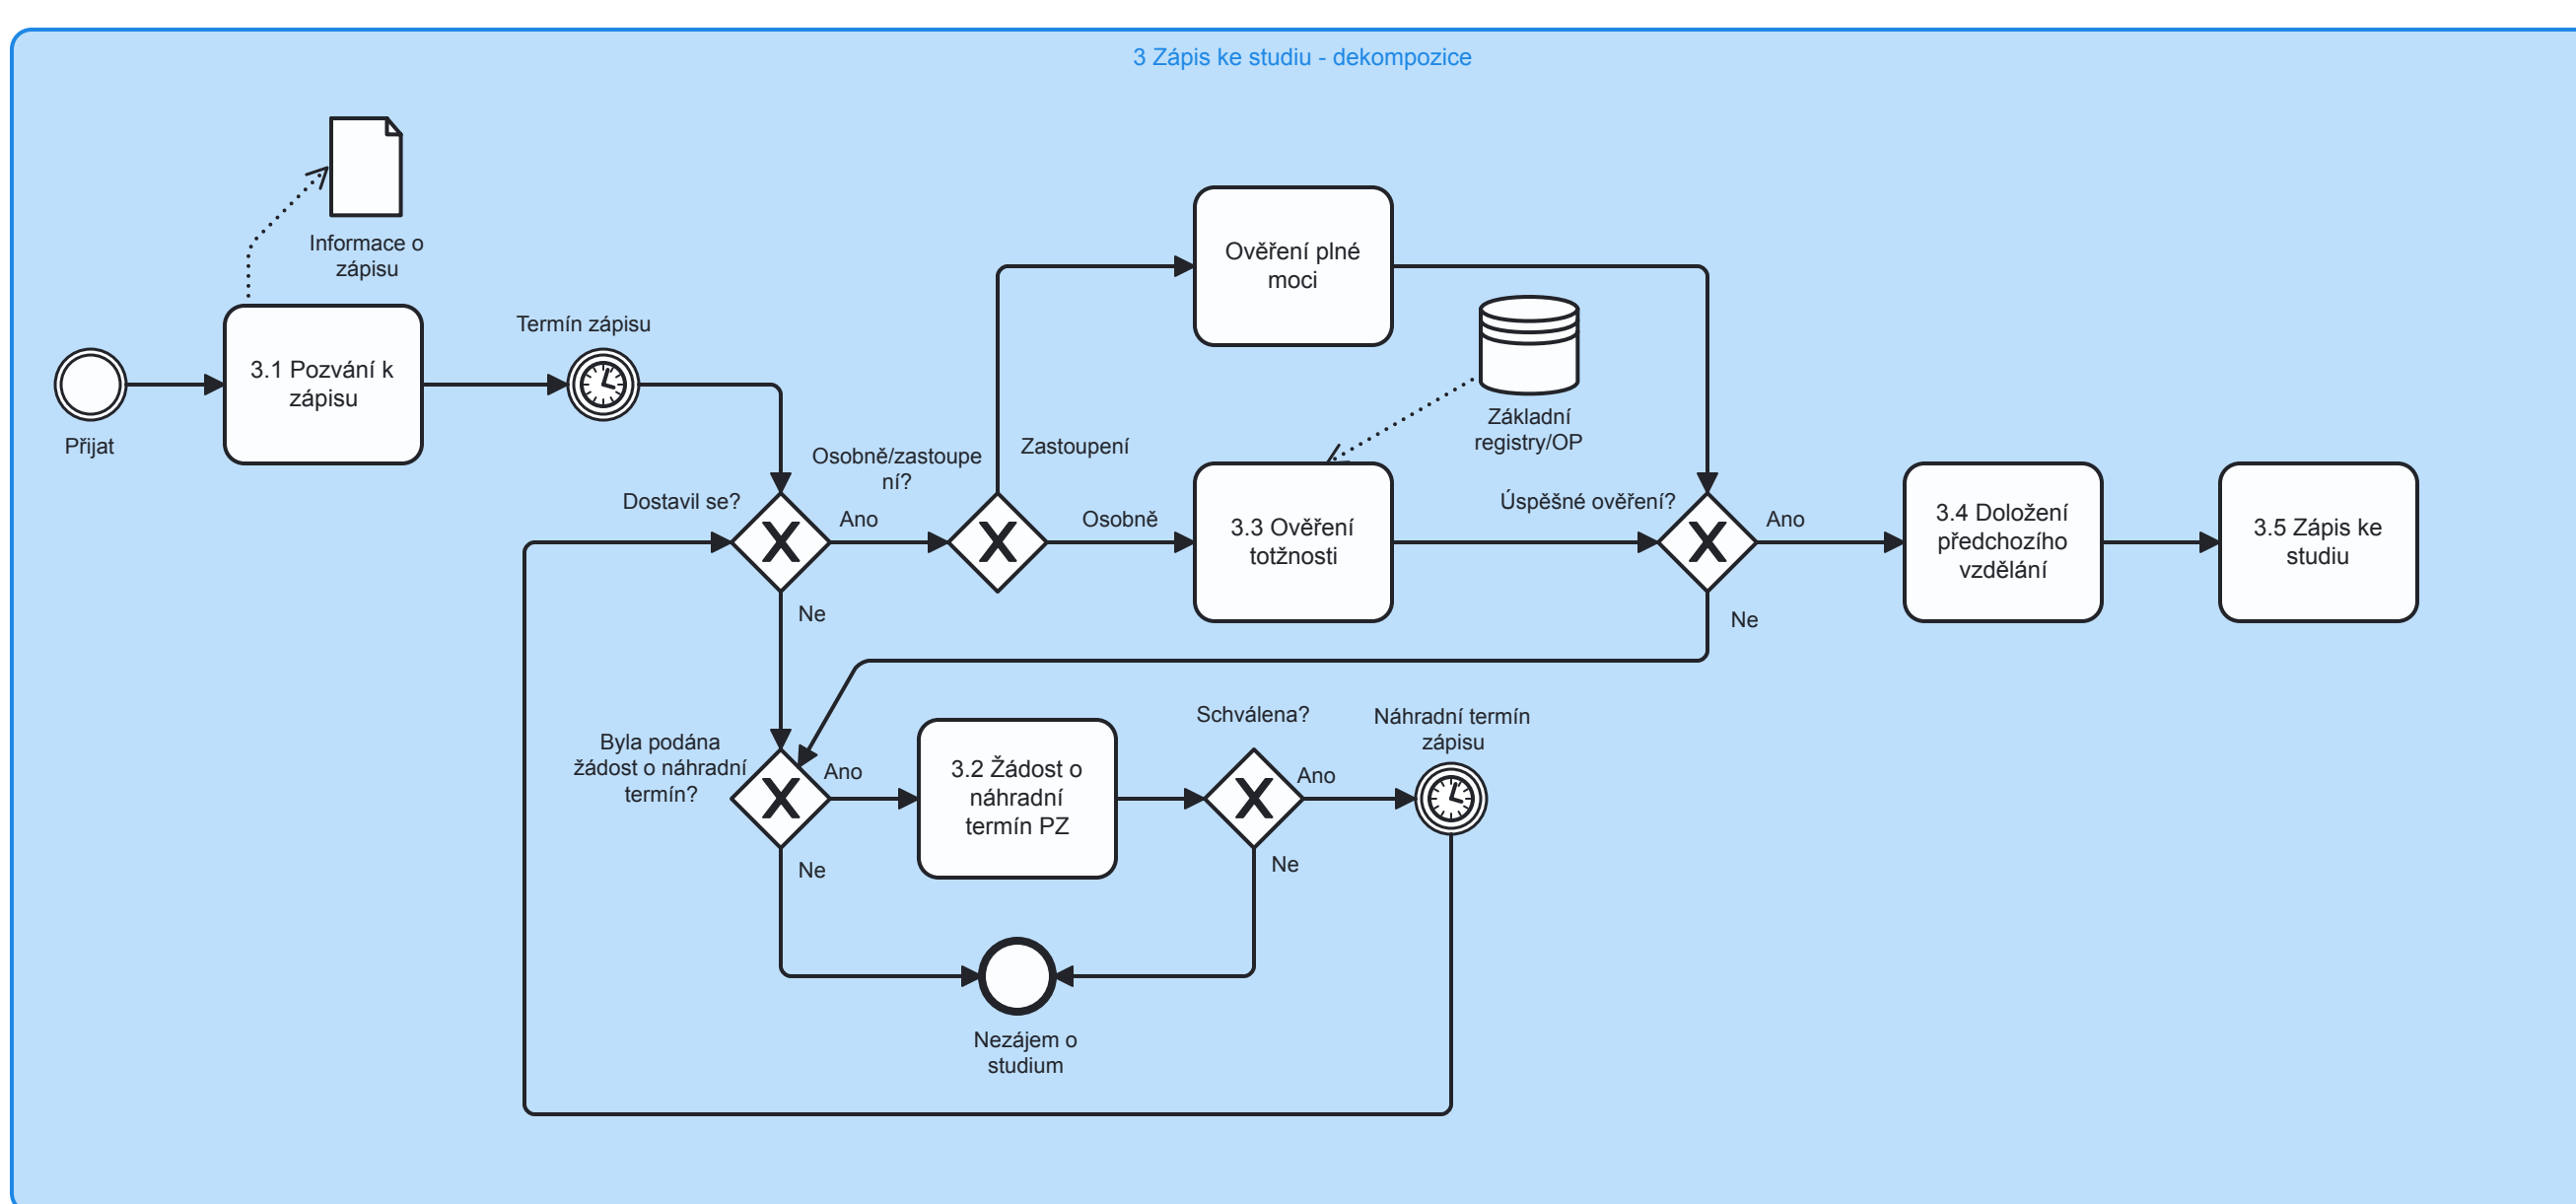 3 Zápis ke studiu - dekompozice
Informace o
zápisu
Přijat
3.1 Pozvání k
zápisu
Termín zápisu
Dostavil se?
Ano
Ne
Osobně/zastoupe
ní?
Zastoupení
Osobně
Ověření plné
moci
Základní
registry/OP
3.3 Ověření
totžnosti
Úspěšné ověření?
Ano
Ne
3.4 Doložení
předchozího
vzdělání
3.5 Zápis ke
studiu
Byla podána
žádost o náhradní
termín?
Ano
Ne
3.2 Žádost o
náhradní
termín PZ
Schválena?
Ano
Ne
Náhradní termín
zápisu
Nezájem o
studium